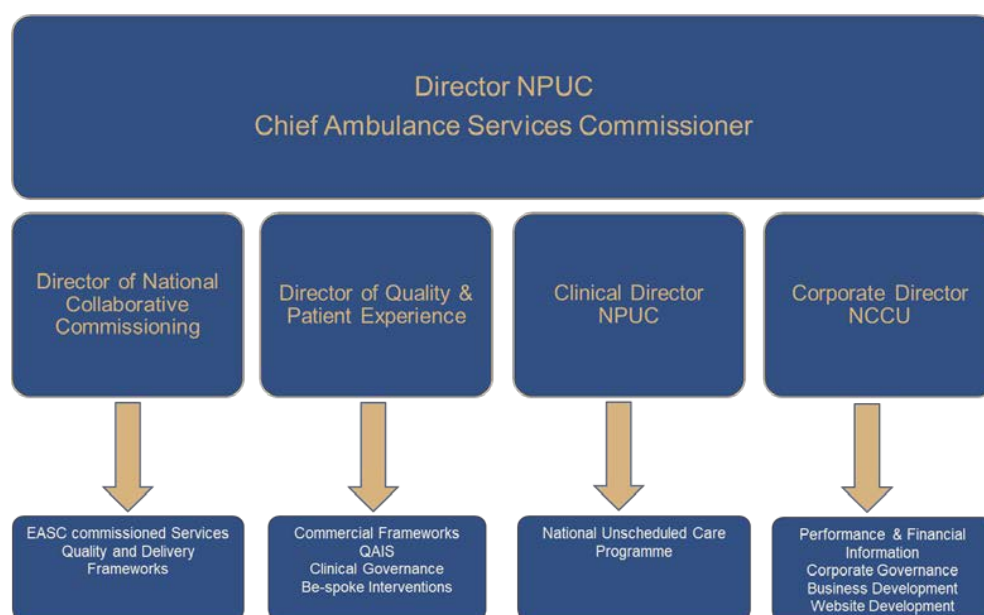 Director NPUC
Chief Ambulance Services Commissioner
Director of National
Collaborative
Commissioning
Director of Quality &
Patient Experience
Clinical Director
NPUC
Corporate Director
NCCU
EASC commissioned Services
Quality and Delivery
Frameworks
Commercial Frameworks
QAIS
Clinical Governance
Be-spoke Interventions
National Unscheduled Care
Programme
Performance & Financial
Information
Corporate Governance
Business Development
Website Development